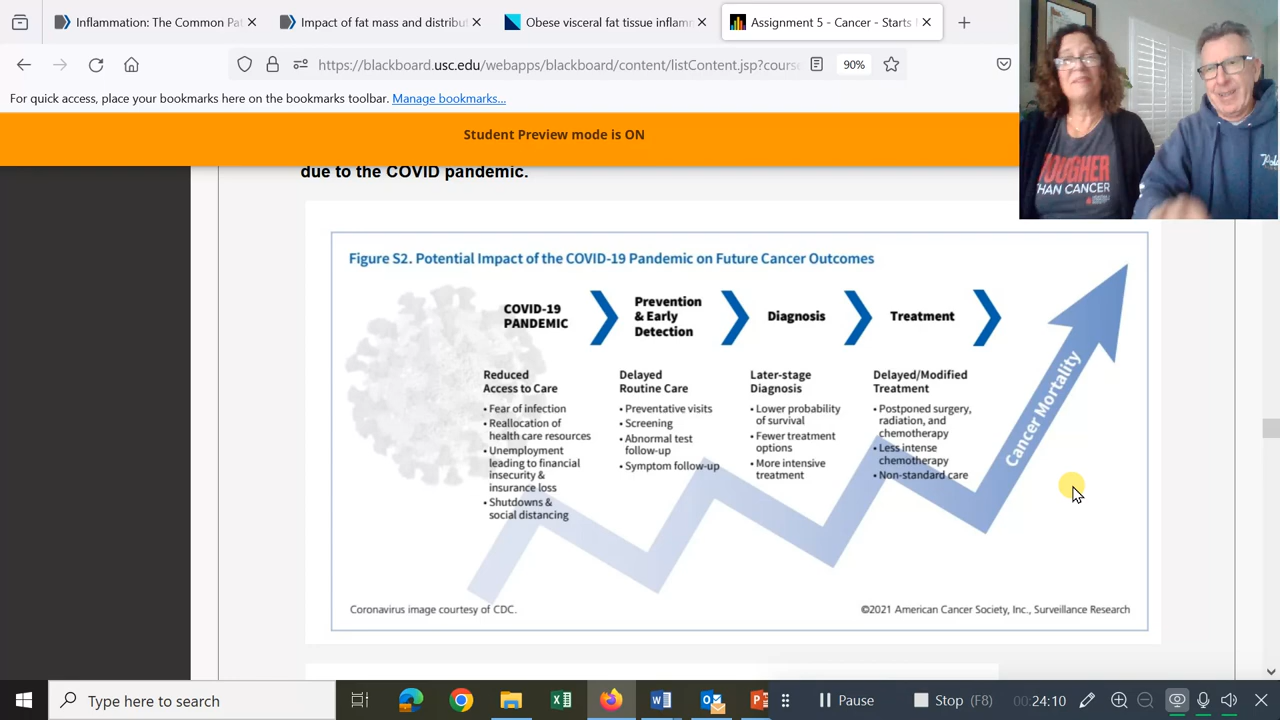 Inflammation: The Common Pa
Impact of fat mass and distribu
Obese visceral fat tissue inflamm
Assignment 5 - Cancer - Starts
https://blackboard.usc.edu/webapps/blackboard/content/listContent.jsp?course
90%
For quick access, place your bookmarks here on the bookmarks toolbar. Manage bookmarks...
Student Preview mode is ON
TOUGHER
THAN CANCER
due to the COVID pandemic.
Figure S2. Potential Impact of the COVID-19 Pandemic on Future Cancer Outcomes
COVID-19
PANDEMIC
Prevention
& Early
Detection
Diagnosis
Treatment
Reduced
Access to Care
• Fear of infection
• Reallocation of
health care resources
• Unemployment
leading to financial
insecurity &
insurance loss
• Shutdowns &
social distancing
Delayed
Routine Care
• Preventative visits
• Screening
• Abnormal test
follow-up
• Symptom follow-up
Later-stage
Diagnosis
• Lower probability
of survival
• Fewer treatment
options
• More intensive
treatment
Delayed/Modified
Treatment
• Postponed surgery,
radiation, and
chemotherapy
• Less intense
chemotherapy
• Non-standard care
Cancer Mortality
Coronavirus image courtesy of CDC.
©2021 American Cancer Society, Inc., Surveillance Research
Type here to search
Pause
Stop (F8)
00:24:10